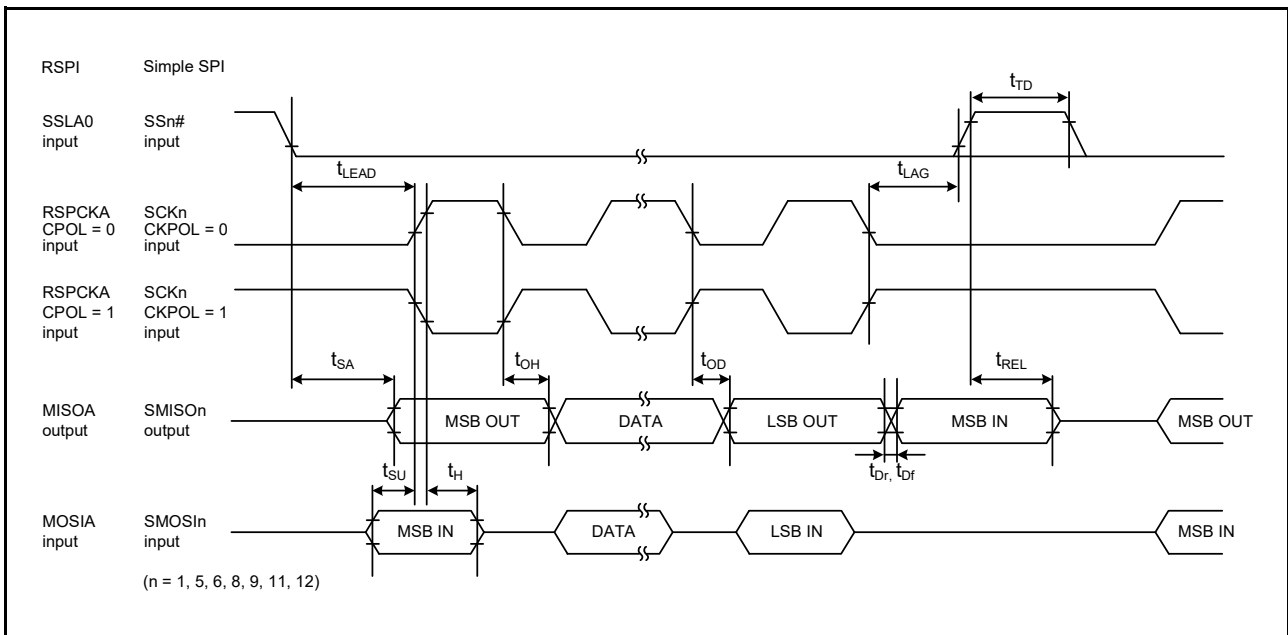 RSPI Simple SPI
SSLA0 input SSn# input
tTD
tLEAD
tLAG
RSPCKA CPOL = 0 input SCKn CKPOL = 0 input
RSPCKA CPOL = 1 input SCKn CKPOL = 1 input
tSA
tOH
tOD
tREL
MISOA output SMISOn output
MSB OUT DATA LSB OUT MSB IN MSB OUT
tSU
tH
tDr, tDf
MOSIA input SMOSIn input
MSB IN DATA LSB IN MSB IN
(n = 1, 5, 6, 8, 9, 11, 12)